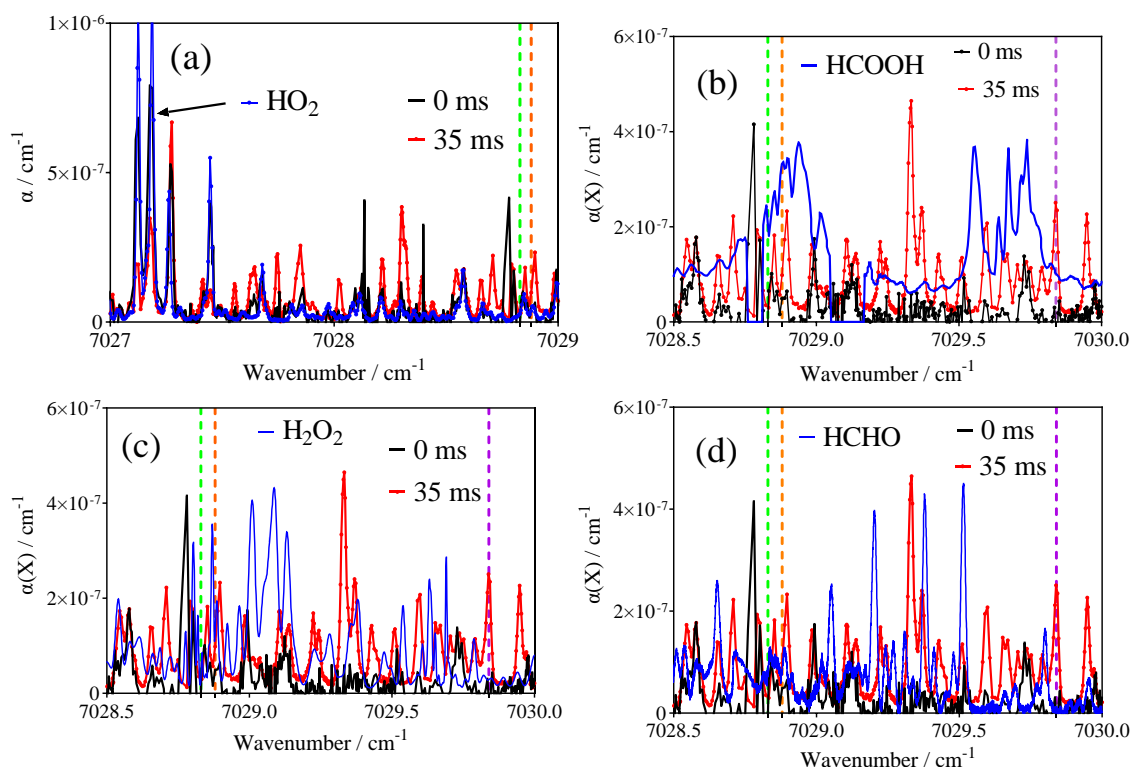 1×10⁻⁶
5×10⁻⁷
0
α / cm⁻¹
(a)
HO₂
0 ms
35 ms
7027
7028
7029
Wavenumber / cm⁻¹
6×10⁻⁷
4×10⁻⁷
2×10⁻⁷
0
α(X) / cm⁻¹
(b)
HCOOH
0 ms
35 ms
7028.5
7029.0
7029.5
7030.0
Wavenumber / cm⁻¹
6×10⁻⁷
4×10⁻⁷
2×10⁻⁷
0
α(X) / cm⁻¹
(c)
H₂O₂
0 ms
35 ms
7028.5
7029.0
7029.5
7030.0
Wavenumber / cm⁻¹
6×10⁻⁷
4×10⁻⁷
2×10⁻⁷
0
α(X) / cm⁻¹
(d)
HCHO
0 ms
35 ms
7028.5
7029.0
7029.5
7030.0
Wavenumber / cm⁻¹